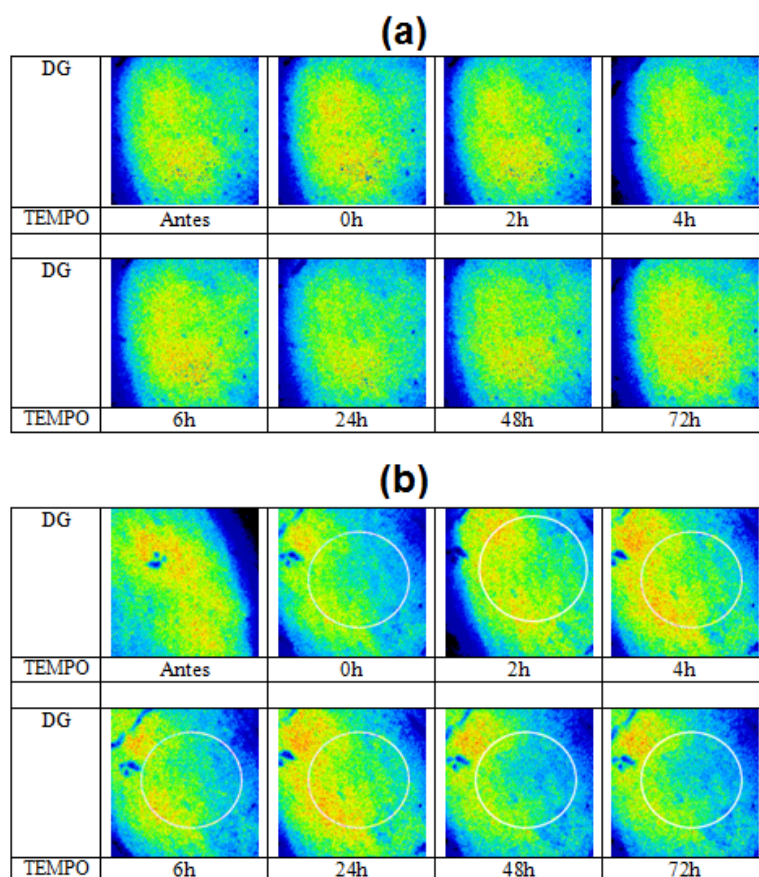 (a)
DG
TEMPO Antes 0h 2h 4h
DG
TEMPO 6h 24h 48h 72h
(b)
DG
TEMPO Antes 0h 2h 4h
DG
TEMPO 6h 24h 48h 72h